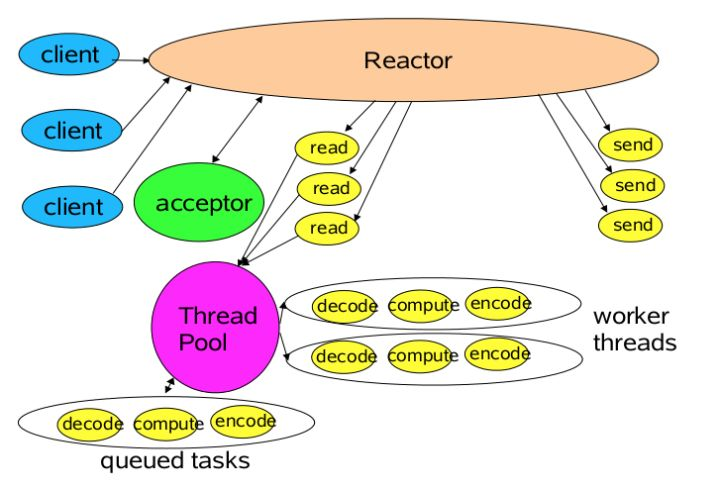 client
Reactor
client
client
acceptor
read
read
read
send
send
send
Thread
Pool
decode compute encode
decode compute encode
worker
threads
decode compute encode
queued tasks